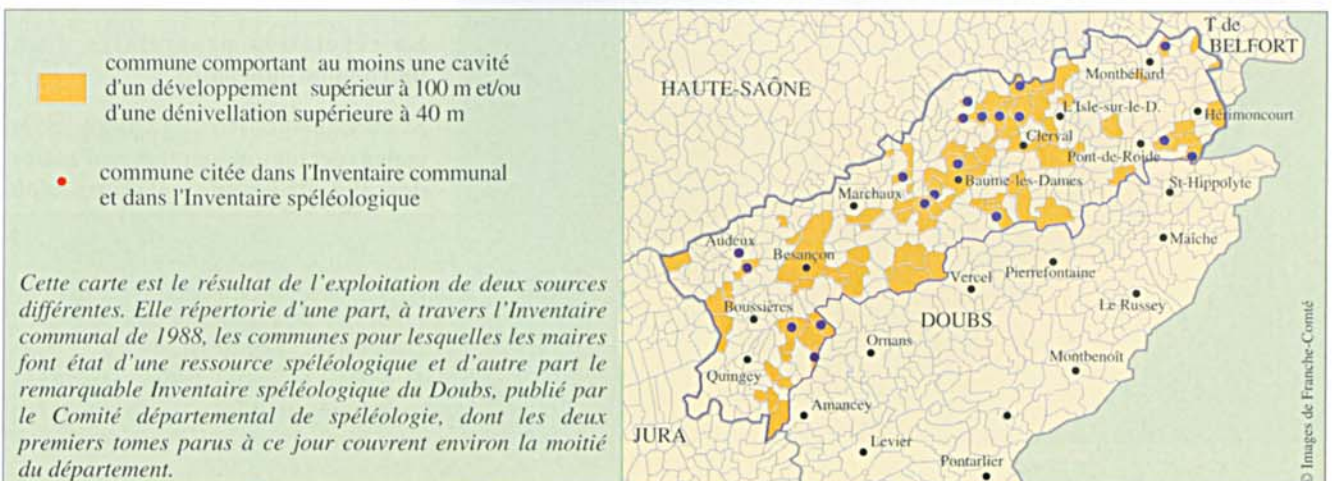 commune comportant au moins une cavité
d'un développement supérieur à 100 m et/ou
d'une dénivellation supérieure à 40 m
commune citée dans l'Inventaire communal
et dans l'Inventaire spéléologique
Cette carte est le résultat de l'exploitation de deux sources
différentes. Elle répertorie d'une part, à travers l'Inventaire
communal de 1988, les communes pour lesquelles les maires
font état d'une ressource spéléologique et d'autre part le
remarquable Inventaire spéléologique du Doubs, publié par
le Comité départemental de spéléologie, dont les deux
premiers tomes parus à ce jour couvrent environ la moitié
du département.
T de
BELFORT
Montbéliard
HAUTE-SAÔNE
L'Isle-sur-le-D.
Hérimoncourt
Clerval
Pont-de-Roide
Baume-les-Dames
St-Hippolyte
Marchaux
Maîche
Audeux
Besançon
Vercel
Pierrefontaine
Le Russey
Boussières
DOUBS
Ornans
Montbenoît
Quingey
Amancey
JURA
Levier
Pontarlier
© Images de Franche-Comté